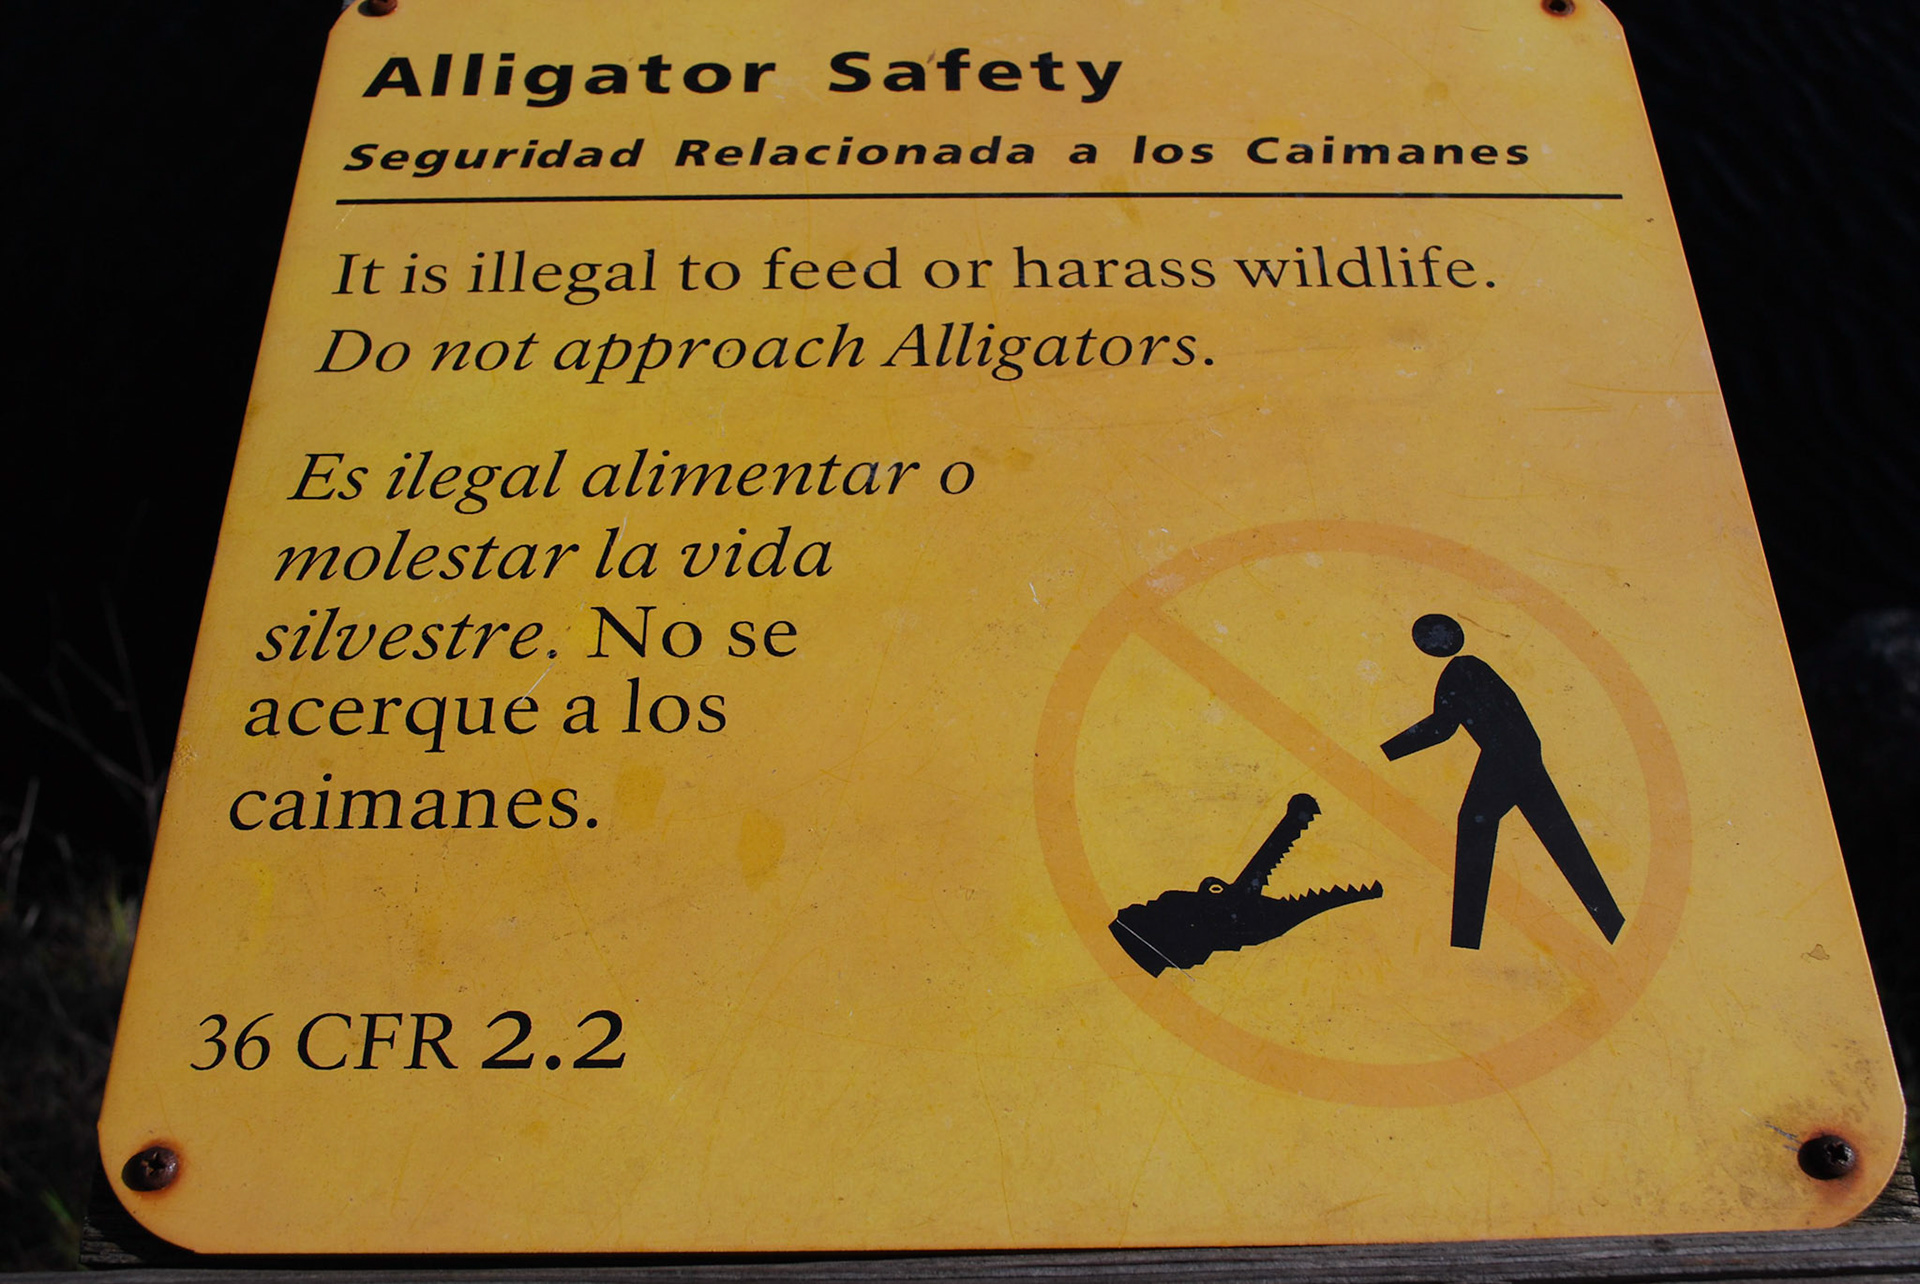 Alligator Safety
Seguridad Relacionada a los Caimanes
It is illegal to feed or harass wildlife.
Do not approach Alligators.
Es ilegal alimentar o
molestar la vida
silvestre. No se
acerque a los
caimanes.
36 CFR 2.2